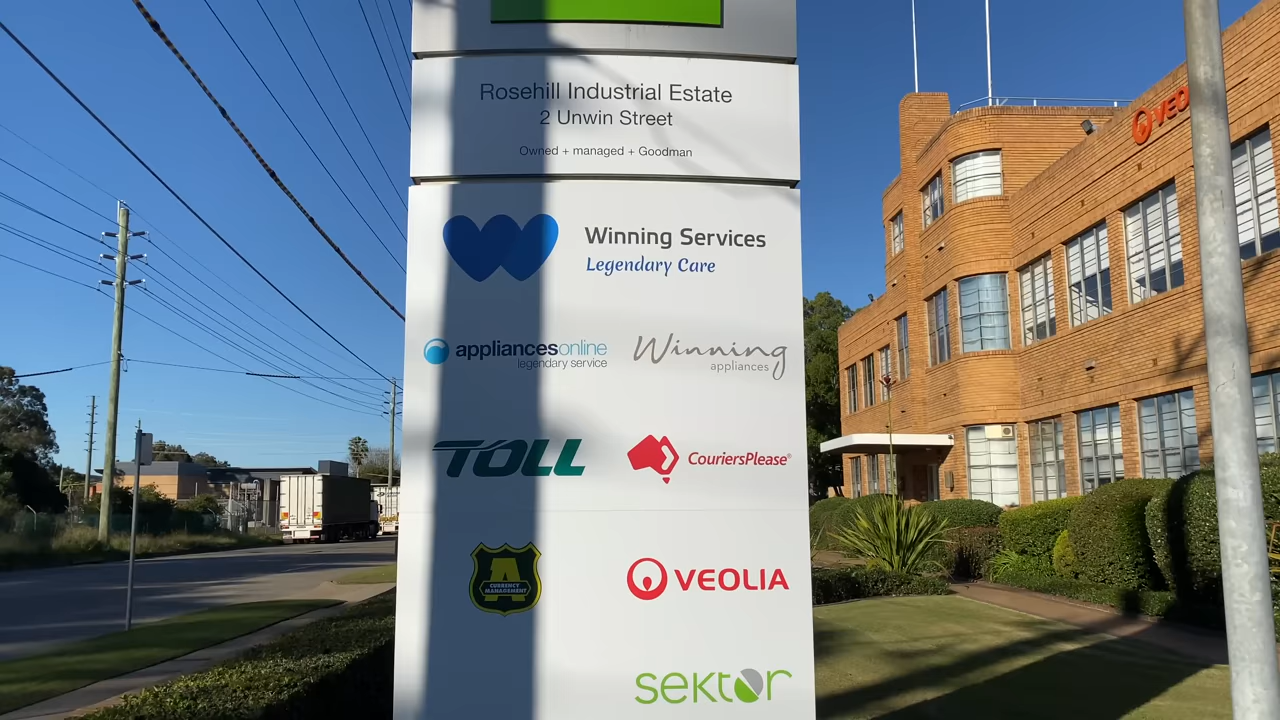 Rosehill Industrial Estate
2 Unwin Street
Owned + managed + Goodman
Winning Services
Legendary Care
appliancesonline
legendary service
Winning
appliances
TOLL
CouriersPlease®
A
CURRENCY
MANAGEMENT
VEOLIA
sektor
VEO